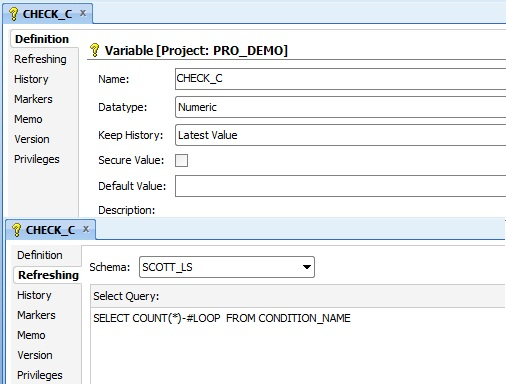 CHECK_C x
Definition
Refreshing
History
Markers
Memo
Version
Privileges
Variable [Project: PRO_DEMO]
Name: CHECK_C
Datatype: Numeric
Keep History: Latest Value
Secure Value:
Default Value:
Description:
CHECK_C x
Definition
Refreshing
History
Markers
Memo
Version
Privileges
Schema: SCOTT_LS
Select Query:
SELECT COUNT(*)-#LOOP FROM CONDITION_NAME